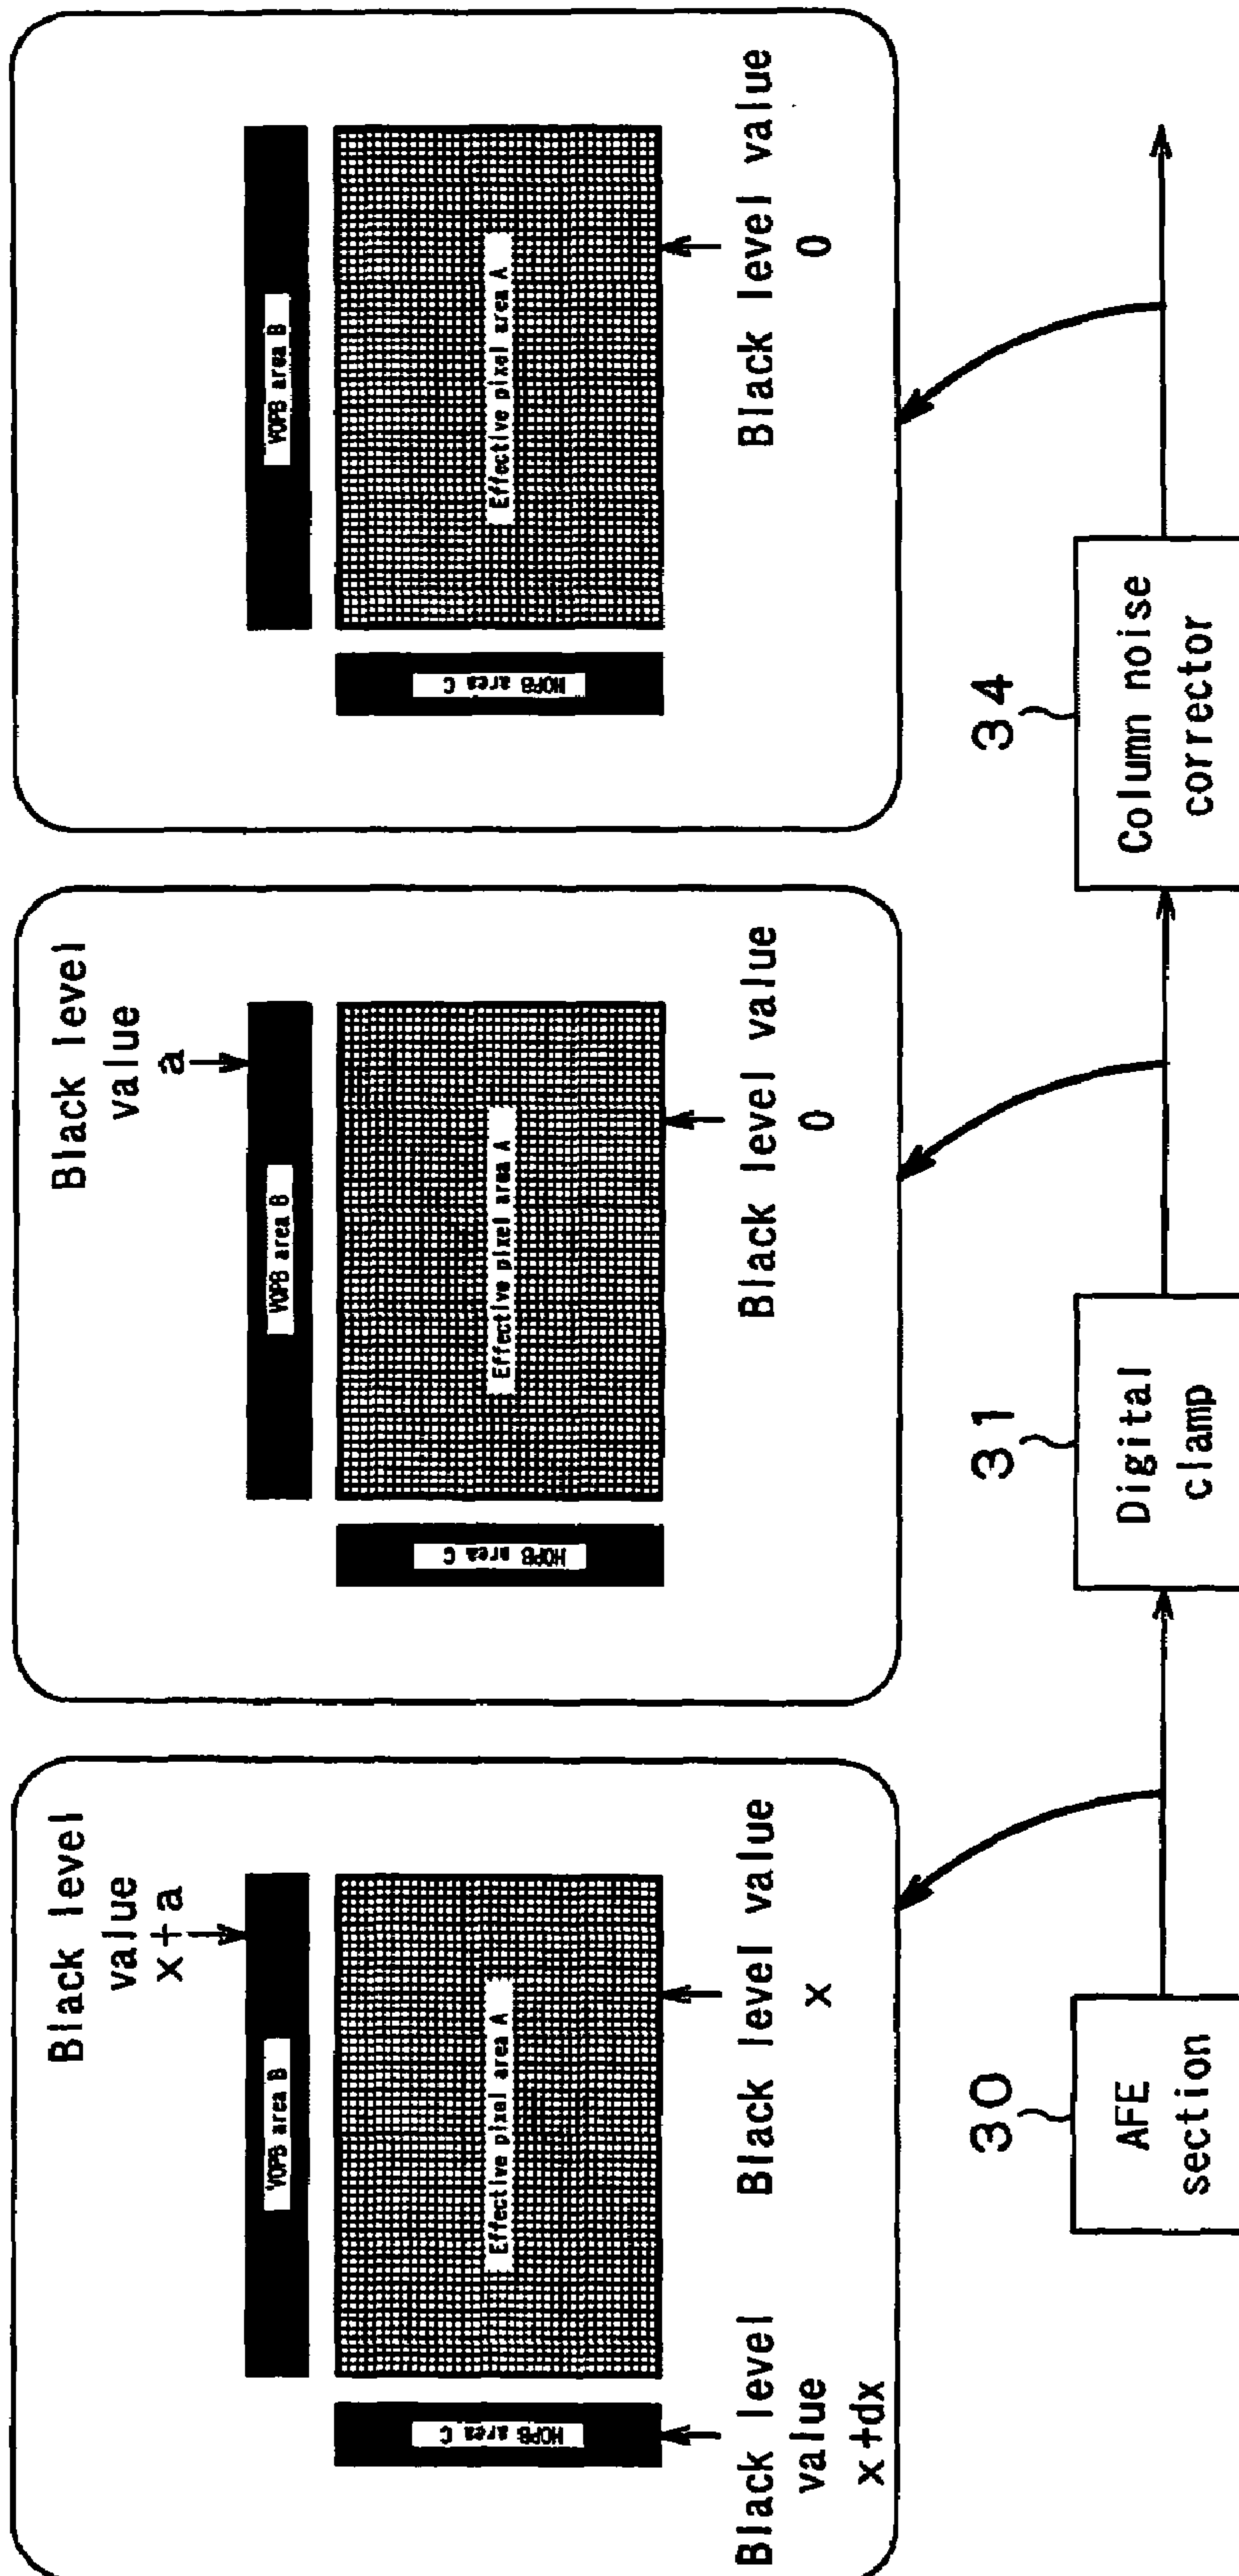 Black level
value
x+a
VOPB area B
HOPB area C
Effective pixel area A
Black level
value
x+dx
Black level value
x
Black level
value
a
VOPB area B
HOPB area C
Effective pixel area A
Black level value
0
VOPB area B
HOPB area C
Effective pixel area A
Black level value
0
30
AFE
section
31
Digital
clamp
34
Column noise
corrector